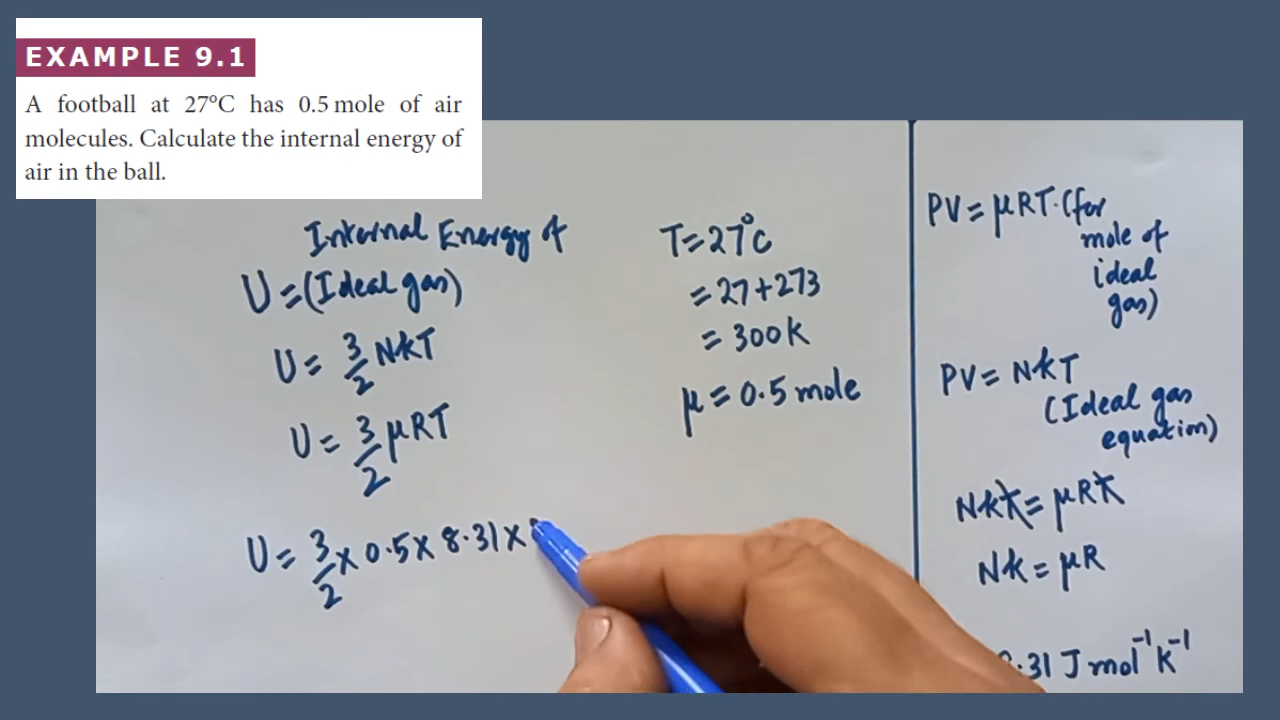 EXAMPLE 9.1
A football at 27°C has 0.5 mole of air
molecules. Calculate the internal energy of
air in the ball.
Internal Energy of
U = (Ideal gas)
U = 3/2 NkT
U = 3/2 μRT
U = 3/2 × 0.5 × 8.31 ×
T = 27°C
= 27 + 273
= 300K
μ = 0.5 mole
PV = μRT. (for
mole of
ideal
gas)
PV = NkT
(Ideal gas
equation)
NkT = μRT
Nk = μR
.31 J mol⁻¹ K⁻¹